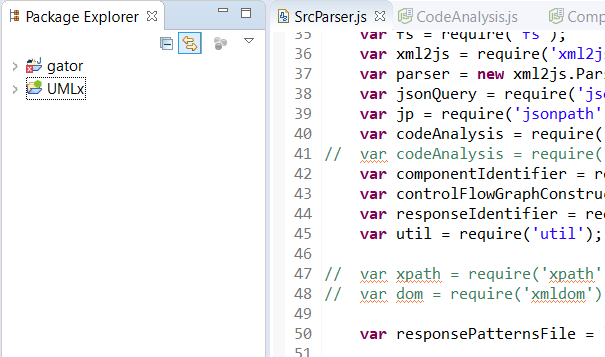 Package Explorer
gator
UMLx
SrcParser.js
CodeAnalysis.js
Comp
35 var fs = require('fs');
36 var xml2js = require('xml2js
37 var parser = new xml2js.Pars
38 var jsonQuery = require('jso
39 var jp = require('jsonpath'
40 var codeAnalysis = require(
41 // var codeAnalysis = require(
42 var componentIdentifier = re
43 var controlFlowGraphConstruc
44 var responseIdentifier = req
45 var util = require('util');
46
47 // var xpath = require('xpath'
48 // var dom = require('xmldom')
49
50 var responsePatternsFile =
51